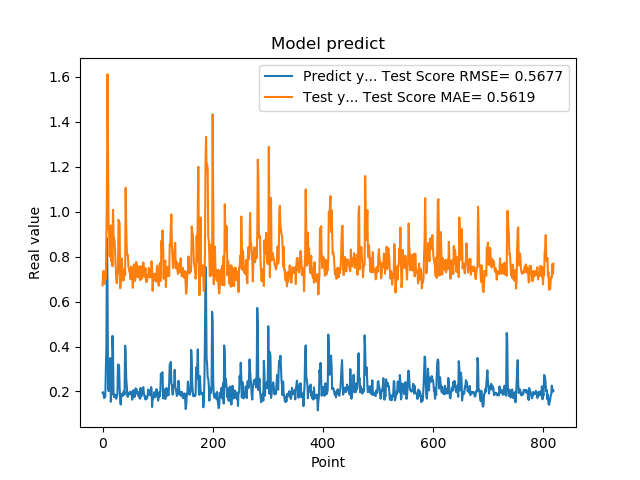 Model predict
Predict y... Test Score RMSE= 0.5677
Test y... Test Score MAE= 0.5619
Real value
1.6
1.4
1.2
1.0
0.8
0.6
0.4
0.2
0 200 400 600 800
Point